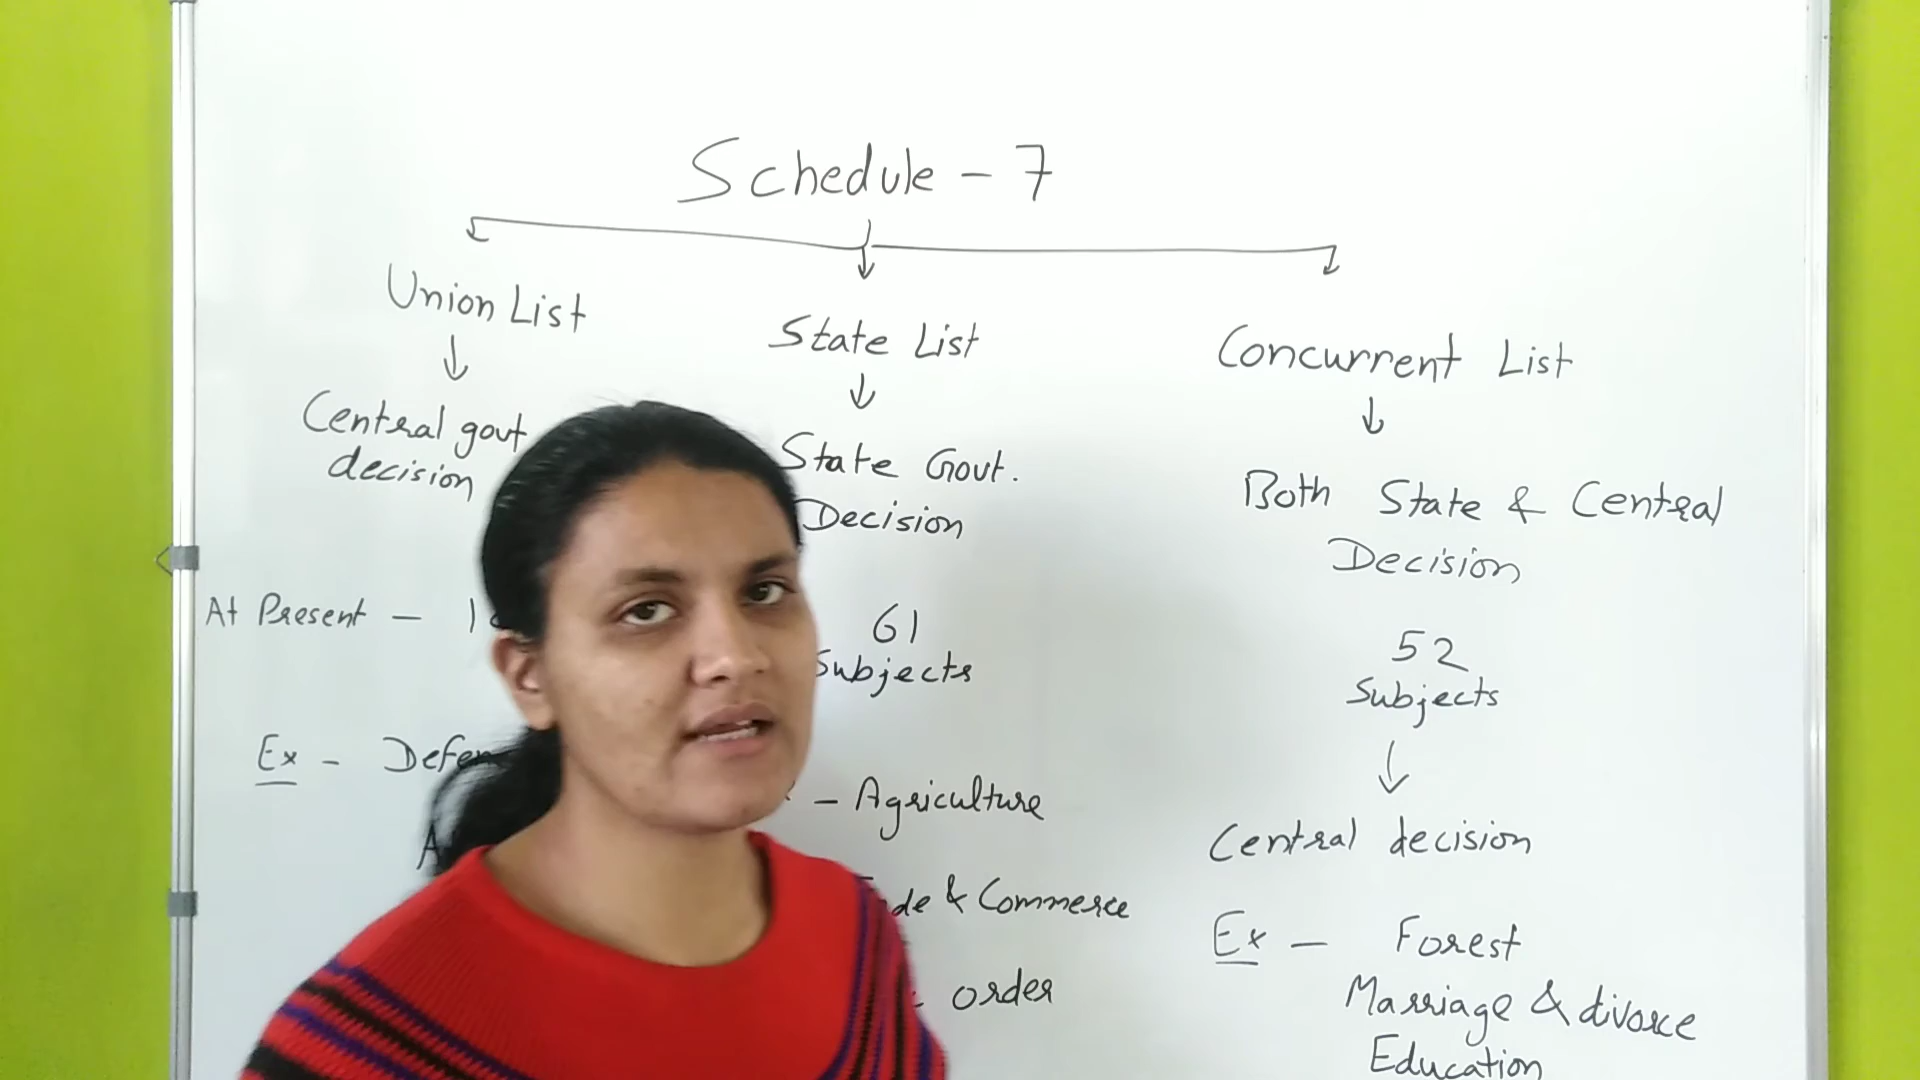 Schedule - 7
Union List
Central govt
decision
State List
State Govt.
Decision
Concurrent List
Both State & Central
Decision
At Present -
61
Subjects
52
Subjects
Ex -
- Agriculture
& Commerce
order
Central decision
Ex - Forest
Marriage & divorce
Education